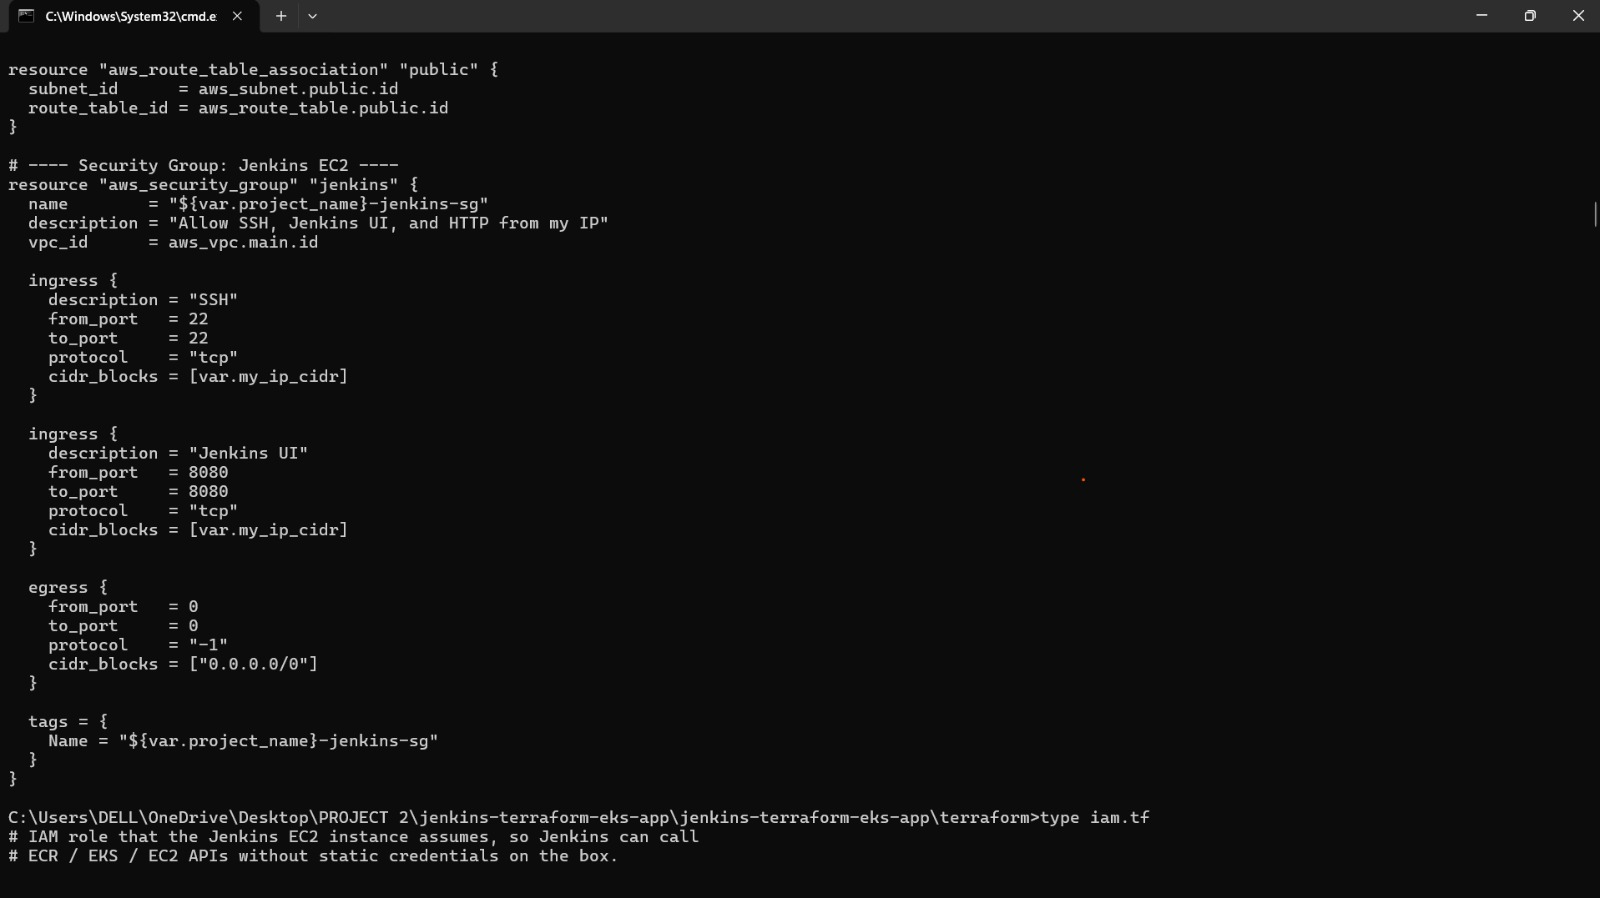 C:\Windows\System32\cmd.e
resource "aws_route_table_association" "public" {
  subnet_id      = aws_subnet.public.id
  route_table_id = aws_route_table.public.id
}
# ---- Security Group: Jenkins EC2 ----
resource "aws_security_group" "jenkins" {
  name        = "${var.project_name}-jenkins-sg"
  description = "Allow SSH, Jenkins UI, and HTTP from my IP"
  vpc_id      = aws_vpc.main.id
  ingress {
    description = "SSH"
    from_port   = 22
    to_port     = 22
    protocol    = "tcp"
    cidr_blocks = [var.my_ip_cidr]
  }
  ingress {
    description = "Jenkins UI"
    from_port   = 8080
    to_port     = 8080
    protocol    = "tcp"
    cidr_blocks = [var.my_ip_cidr]
  }
  egress {
    from_port   = 0
    to_port     = 0
    protocol    = "-1"
    cidr_blocks = ["0.0.0.0/0"]
  }
  tags = {
    Name = "${var.project_name}-jenkins-sg"
  }
}
C:\Users\DELL\OneDrive\Desktop\PROJECT 2\jenkins-terraform-eks-app\jenkins-terraform-eks-app\terraform>type iam.tf
# IAM role that the Jenkins EC2 instance assumes, so Jenkins can call
# ECR / EKS / EC2 APIs without static credentials on the box.